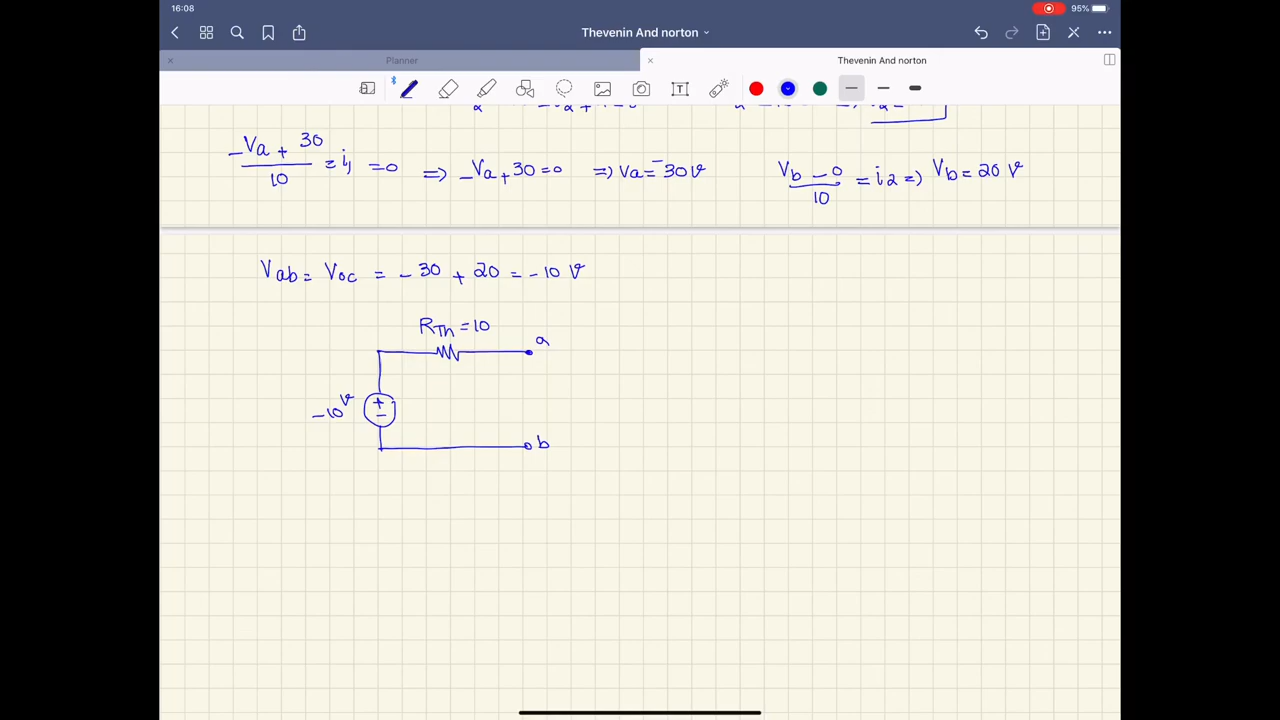 16:08
95%
Thevenin And norton
Planner
Thevenin And norton
-Va + 30 / 10 = i1 = 0 => -Va + 30 = 0 => Va = -30 v
Vb - 0 / 10 = i2 => Vb = 20 v
Vab = Voc = - 30 + 20 = - 10 v
RTh = 10
a
-10 v
+
-
b